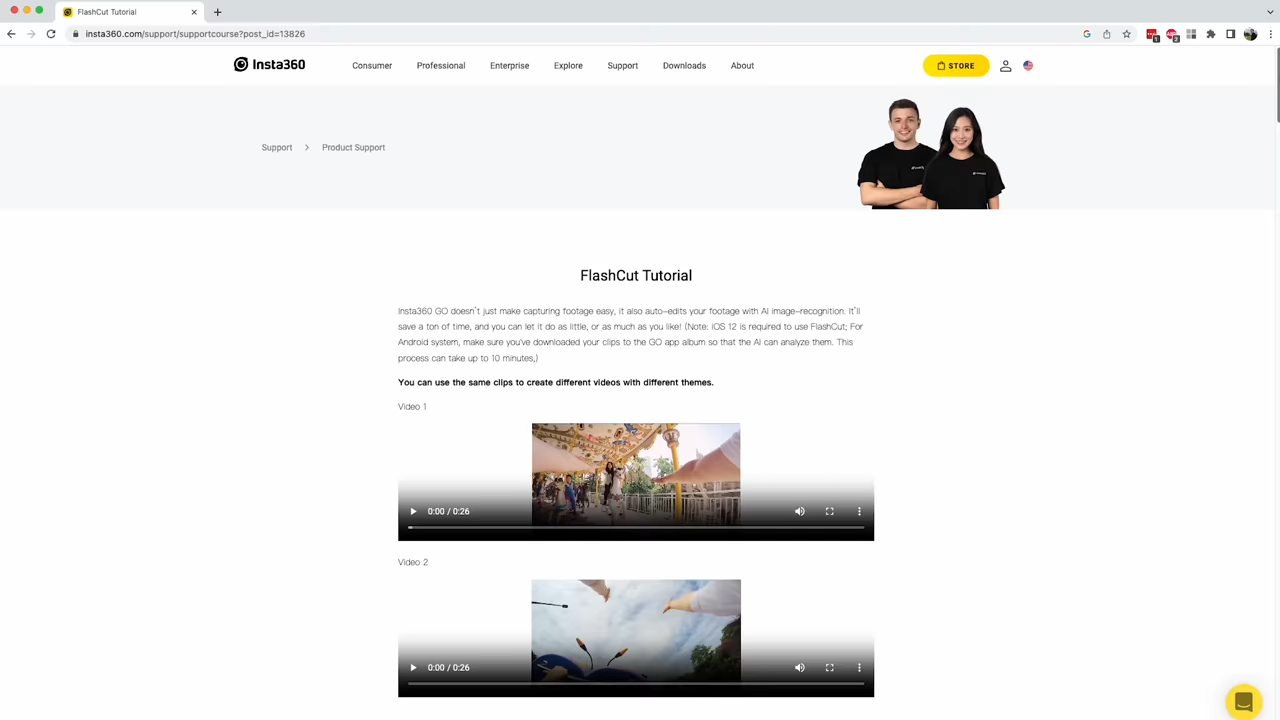 FlashCut Tutorial
insta360.com/support/supportcourse?post_id=13826
Insta360
Consumer
Professional
Enterprise
Explore
Support
Downloads
About
STORE
Support
Product Support
FlashCut Tutorial
Insta360 GO doesn't just make capturing footage easy, it also auto-edits your footage with AI image-recognition. It'll
save a ton of time, and you can let it do as little, or as much as you like! (Note: iOS 12 is required to use FlashCut; For
Android system, make sure you've downloaded your clips to the GO app album so that the AI can analyze them. This
process can take up to 10 minutes,)
You can use the same clips to create different videos with different themes.
Video 1
0:00 / 0:26
Video 2
0:00 / 0:26